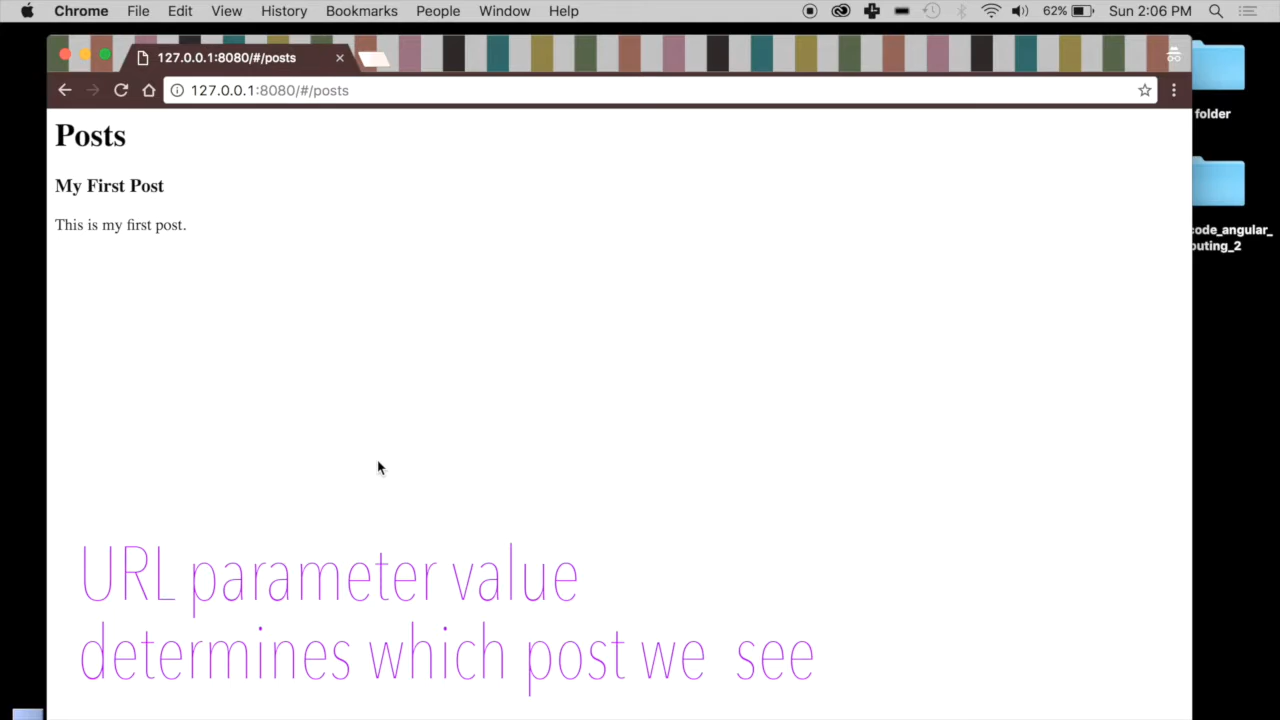 Chrome File Edit View History Bookmarks People Window Help 62% Sun 2:06 PM
127.0.0.1:8080/#/posts
127.0.0.1:8080/#/posts
Posts
My First Post
This is my first post.
folder
code_angular_
outing_2
URL parameter value
determines which post we see